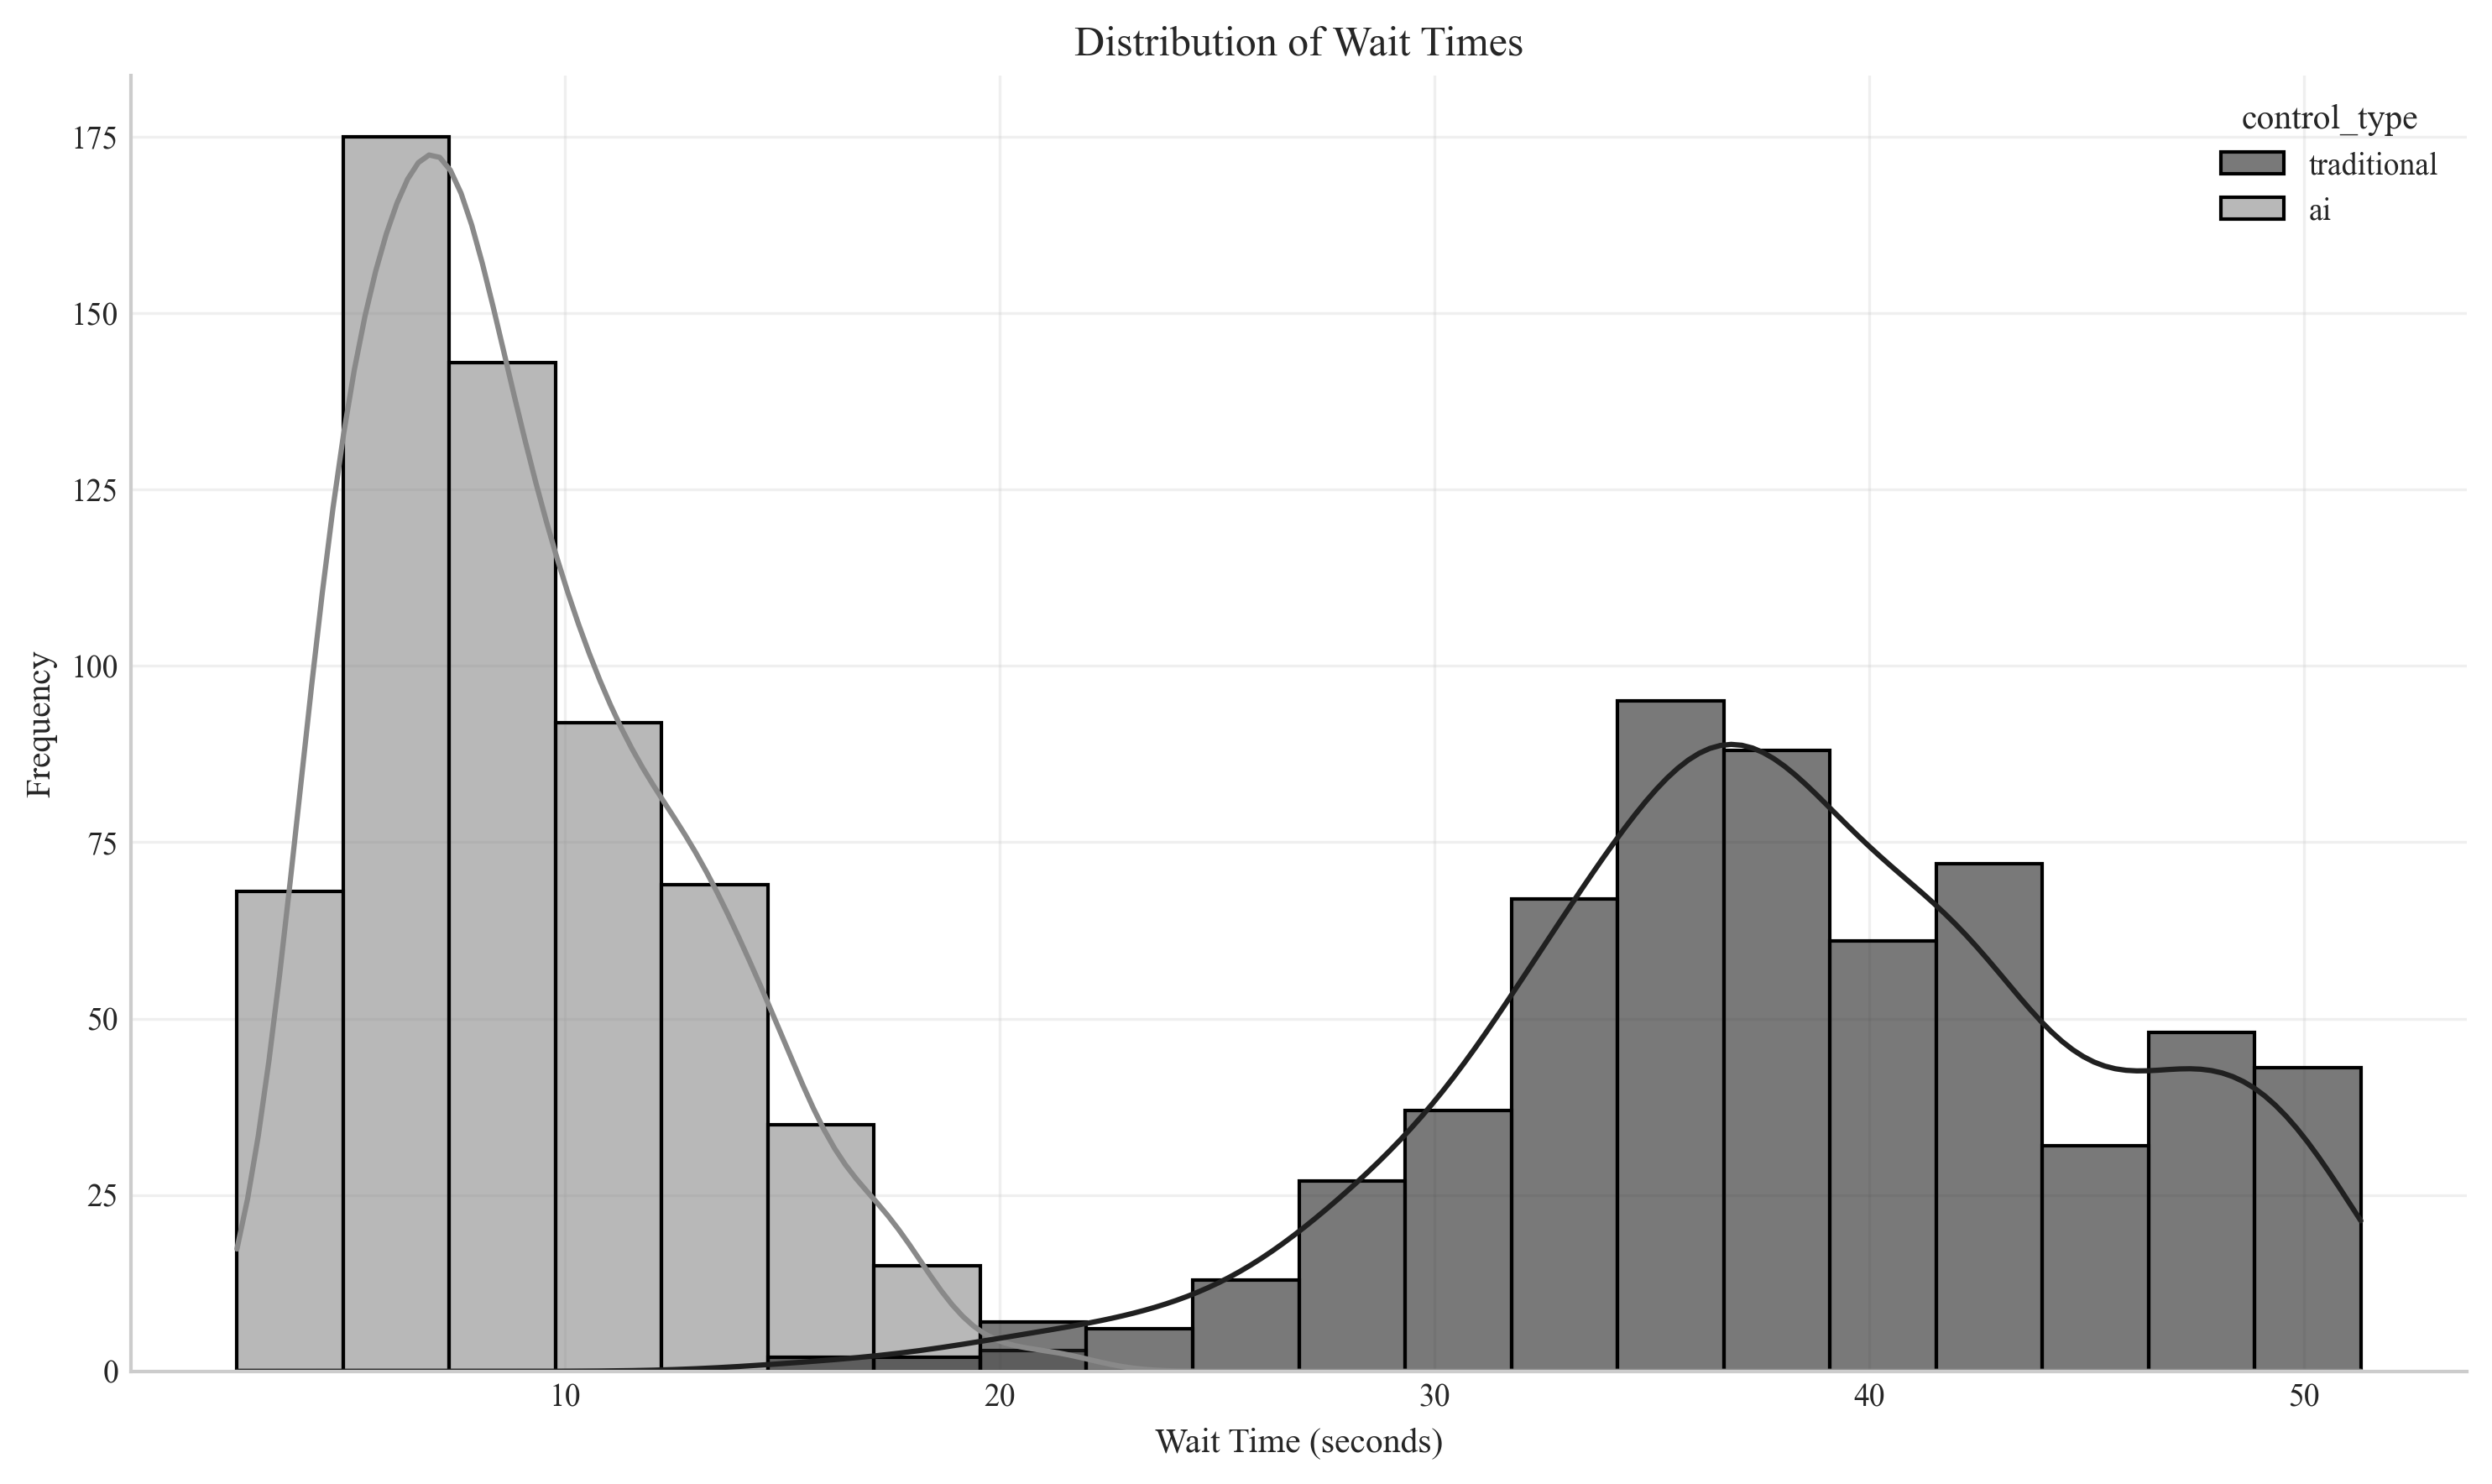 Distribution of Wait Times
control_type
traditional
ai
Frequency
175
150
125
100
75
50
25
0
10 20 30 40 50
Wait Time (seconds)